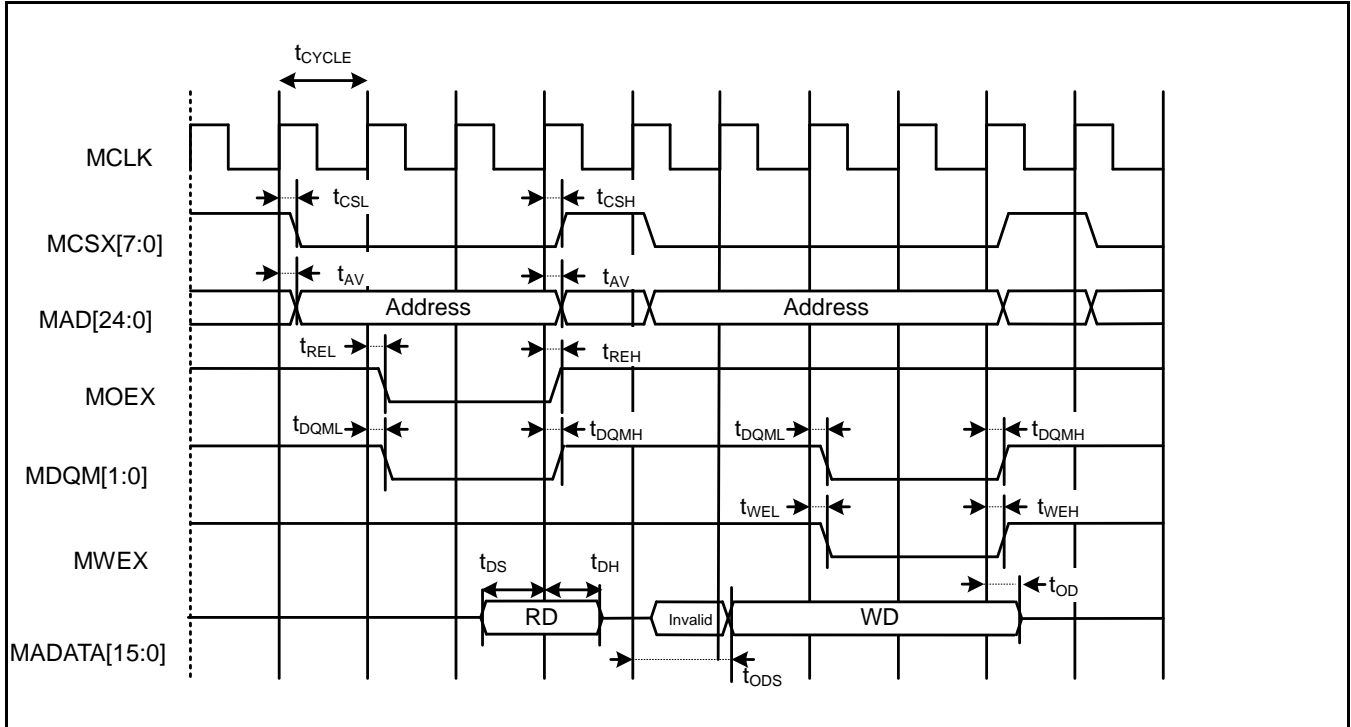 tCYCLE
MCLK
tCSL tCSH
MCSX[7:0]
tAV tAV
Address Address
MAD[24:0]
tREL tREH
MOEX
tDQML tDQMH tDQML tDQMH
MDQM[1:0]
tWEL tWEH
MWEX
tDS tDH
tOD
RD Invalid WD
MADATA[15:0]
tODS